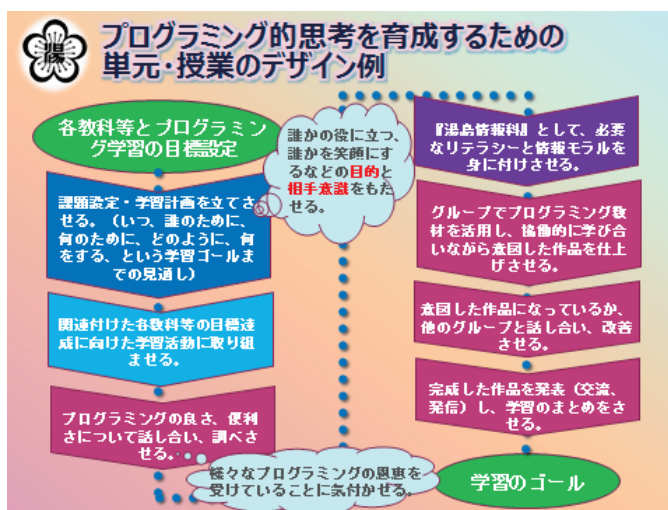 プログラミング的思考を育成するための
単元・授業のデザイン例
各教科等とプログラミ
ング学習の目標設定
誰かの役に立つ、
誰かを笑顔にす
るなどの目的と
相手意識をもた
せる。
課題設定・学習計画を立てさ
せる。（いつ、誰のために、
何のために、どのように、何
をする、という学習ゴールま
での見通し）
関連付けた各教科等の目標達
成に向けた学習活動に取り組
ませる。
プログラミングの良さ、便利
さについて話し合い、調べさ
せる。
様々なプログラミングの恩恵を
受けていることに気付かせる。
『湯島情報科』として、必要
なリテラシーと情報モラルを
身に付けさせる。
グループでプログラミング教
材を活用し、協働的に学び合
いながら意図した作品を仕上
げさせる。
意図した作品になっているか、
他のグループと話し合い、改善
させる。
完成した作品を発表（交流、
発信）し、学習のまとめをさ
せる。
学習のゴール